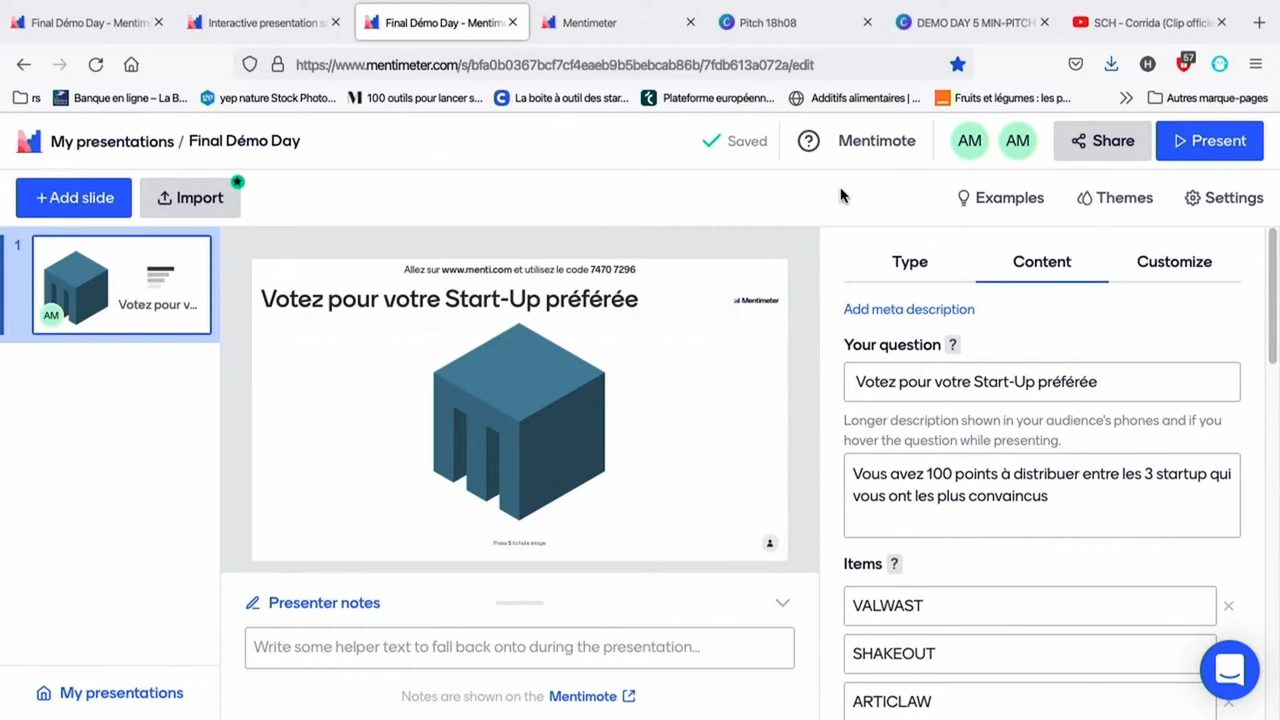 Final Démo Day - Mentim
Interactive presentation s
Final Démo Day - Mentim
Mentimeter
Pitch 18h08
DEMO DAY 5 MIN-PITCH
SCH - Corrida (Clip offici
https://www.mentimeter.com/s/bfa0b0367bcf7cf4eaeb9b5bebcab86b/7fdb613a072a/edit
57
rs
Banque en ligne – La B...
yep nature Stock Photo...
100 outils pour lancer s...
La boite à outil des star...
Plateforme européenn...
Additifs alimentaires | ...
Fruits et légumes : les p...
Autres marque-pages
My presentations / Final Démo Day
Saved
Mentimote
AM
AM
Share
Present
+ Add slide
Import
Examples
Themes
Settings
1
AM
Votez pour v...
Allez sur www.menti.com et utilisez le code 7470 7296
Votez pour votre Start-Up préférée
Mentimeter
Press S to hide image
Type
Content
Customize
Add meta description
Your question ?
Votez pour votre Start-Up préférée
Longer description shown in your audience's phones and if you
hover the question while presenting.
Vous avez 100 points à distribuer entre les 3 startup qui
vous ont les plus convaincus
Items ?
VALWAST
SHAKEOUT
ARTICLAW
Presenter notes
Write some helper text to fall back onto during the presentation...
Notes are shown on the Mentimote
My presentations